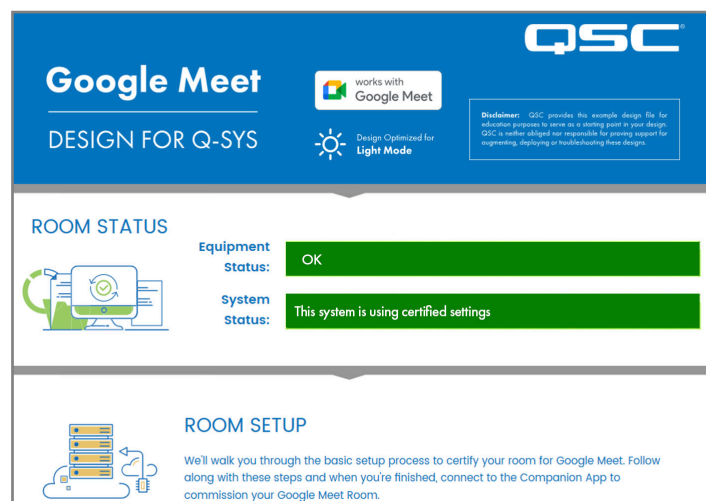 QSC®
Google Meet
DESIGN FOR Q-SYS
works with
Google Meet
Design Optimized for
Light Mode
Disclaimer: QSC provides this example design file for
education purposes to serve as a starting point in your design.
QSC is neither obliged nor responsible for proving support for
augmenting, deploying or troubleshooting these designs.
ROOM STATUS
Equipment
Status:
OK
System
Status:
This system is using certified settings
ROOM SETUP
We'll walk you through the basic setup process to certify your room for Google Meet. Follow
along with these steps and when you're finished, connect to the Companion App to
commission your Google Meet Room.